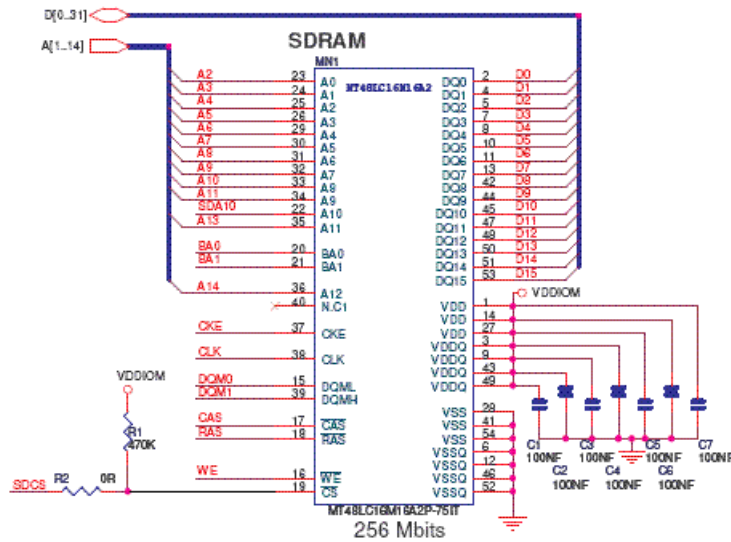 D[0..31]
A[1..14]
SDRAM
MN1
MT48LC16M16A2
A2 23 A0 DQ0 2 D0
A3 24 A1 DQ1 4 D1
A4 25 A2 DQ2 5 D2
A5 26 A3 DQ3 7 D3
A6 29 A4 DQ4 8 D4
A7 30 A5 DQ5 10 D5
A8 31 A6 DQ6 11 D6
A9 32 A7 DQ7 13 D7
A10 33 A8 DQ8 42 D8
A11 34 A9 DQ9 44 D9
SDA10 22 A10 DQ10 45 D10
A13 35 A11 DQ11 47 D11
DQ12 48 D12
BA0 20 BA0 DQ13 50 D13
BA1 21 BA1 DQ14 51 D14
DQ15 53 D15
A14 36 A12
40 N.C1 VDD 1 VDDIOM
VDD 14
CKE 37 CKE VDD 27
VDDQ 3
CLK 38 CLK VDDQ 9
VDDQ 43
DQM0 15 DQML VDDQ 49
DQM1 39 DQMH
VDDIOM
VSS 28
CAS 17 CAS VSS 41
RAS 18 RAS VSS 54
VSSQ 6
VSSQ 12
WE 16 WE VSSQ 46
19 CS VSSQ 52
R1
470K
SDCS R2 0R
C1 C3 C5 C7
100NF 100NF 100NF 100NF
C2 C4 C6
100NF 100NF 100NF
MT48LC16M16A2P-75IT
256 Mbits